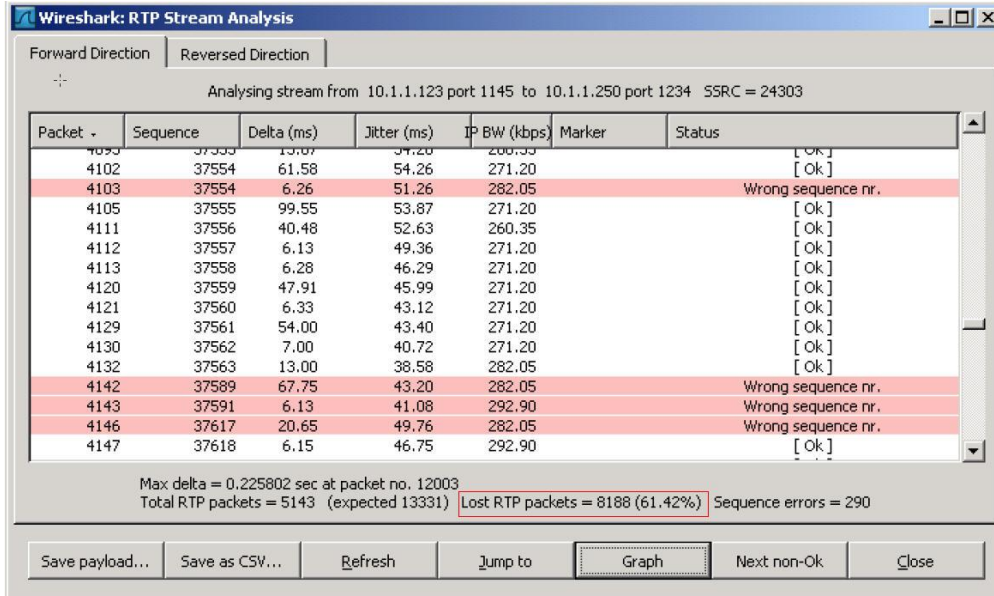 Wireshark: RTP Stream Analysis
Forward Direction Reversed Direction
Analysing stream from 10.1.1.123 port 1145 to 10.1.1.250 port 1234 SSRC = 24303
Packet Sequence Delta (ms) Jitter (ms) IP BW (kbps) Marker Status
4102 37554 61.58 54.26 271.20 [ Ok ]
4103 37554 6.26 51.26 282.05 Wrong sequence nr.
4105 37555 99.55 53.87 271.20 [ Ok ]
4111 37556 40.48 52.63 260.35 [ Ok ]
4112 37557 6.13 49.36 271.20 [ Ok ]
4113 37558 6.28 46.29 271.20 [ Ok ]
4120 37559 47.91 45.99 271.20 [ Ok ]
4121 37560 6.33 43.12 271.20 [ Ok ]
4129 37561 54.00 43.40 271.20 [ Ok ]
4130 37562 7.00 40.72 271.20 [ Ok ]
4132 37563 13.00 38.58 271.20 [ Ok ]
4142 37589 67.75 43.20 282.05 Wrong sequence nr.
4143 37591 6.13 41.08 292.90 Wrong sequence nr.
4146 37617 20.65 49.76 282.05 Wrong sequence nr.
4147 37618 6.15 46.75 292.90 [ Ok ]
Max delta = 0.225802 sec at packet no. 12003
Total RTP packets = 5143 (expected 13331) Lost RTP packets = 8188 (61.42%) Sequence errors = 290
Save payload... Save as CSV... Refresh Jump to Graph Next non-Ok Close